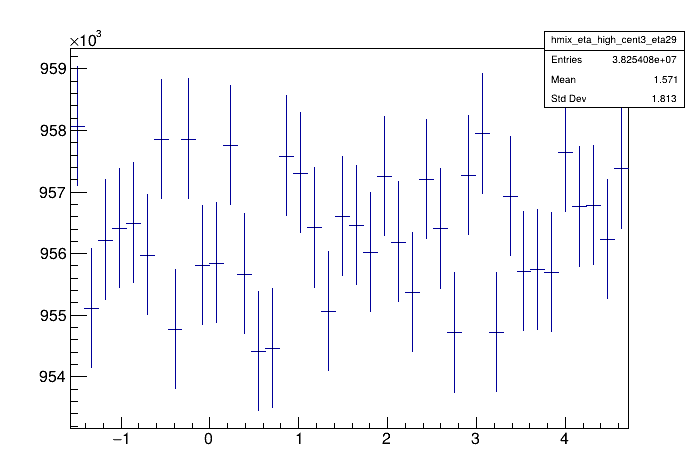 ×10³
hmix_eta_high_cent3_eta29
Entries 3.825408e+07
Mean 1.571
Std Dev 1.813
959
958
957
956
955
954
−1 0 1 2 3 4